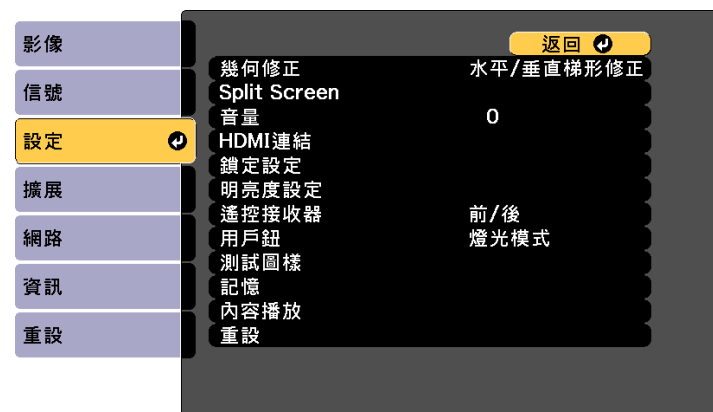 影像
信號
設定
擴展
網路
資訊
重設
返回
幾何修正 水平/垂直梯形修正
Split Screen
音量 0
HDMI連結
鎖定設定
明亮度設定
遙控接收器 前/後
用戶鈕 燈光模式
測試圖樣
記憶
內容播放
重設